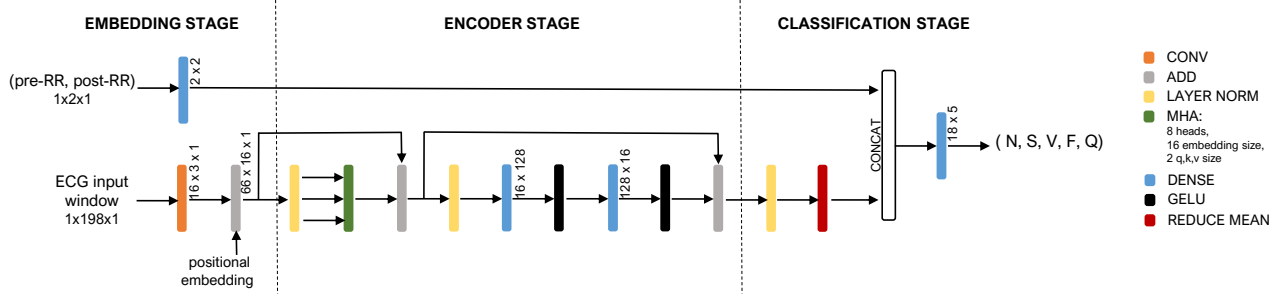 EMBEDDING STAGE
ENCODER STAGE
CLASSIFICATION STAGE
(pre-RR, post-RR)
1x2x1
2 x 2
ECG input
window
1x198x1
16 x 3 x 1
66 x 16 x 1
positional
embedding
16 x 128
128 x 16
CONCAT
18 x 5
( N, S, V, F, Q)
CONV
ADD
LAYER NORM
MHA:
8 heads,
16 embedding size,
2 q,k,v size
DENSE
GELU
REDUCE MEAN